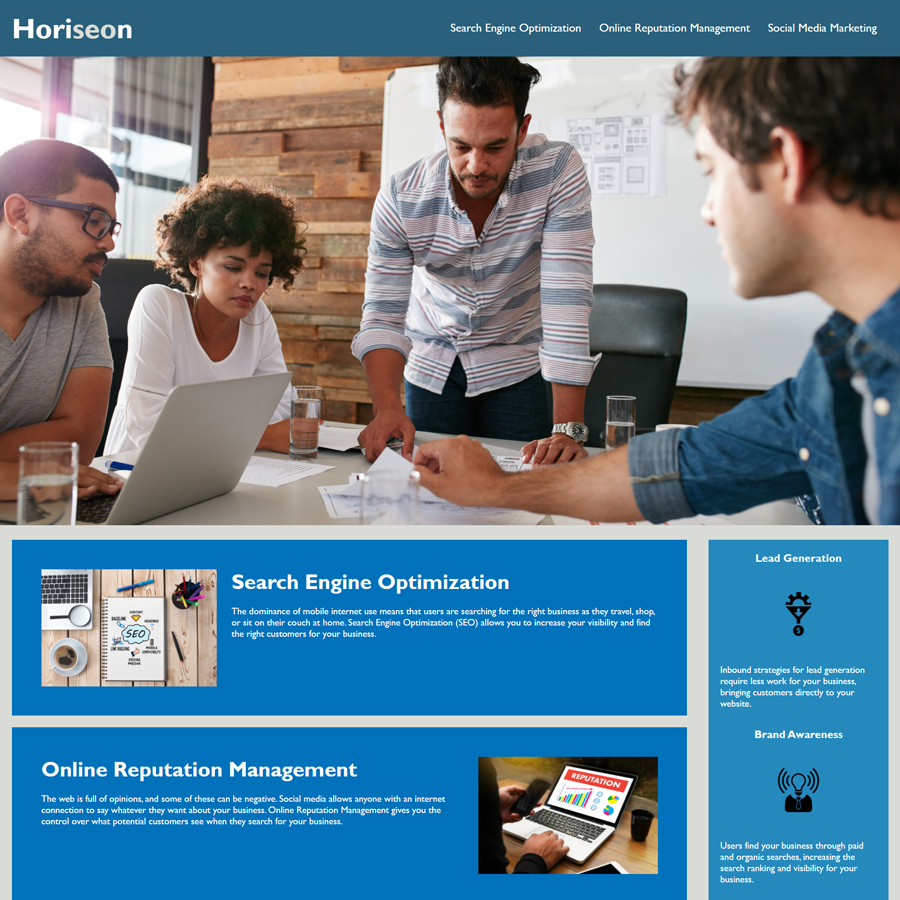 Horiseon
Search Engine Optimization
Online Reputation Management
Social Media Marketing
Search Engine Optimization
The dominance of mobile internet use means that users are searching for the right business as they travel, shop,
or sit on their couch at home. Search Engine Optimization (SEO) allows you to increase your visibility and find
the right customers for your business.
SEO
LINK BUILDING
SOCIAL
MEDIA
Online Reputation Management
The web is full of opinions, and some of these can be negative. Social media allows anyone with an internet
connection to say whatever they want about your business. Online Reputation Management gives you the
control over what potential customers see when they search for your business.
REPUTATION
Lead Generation
Inbound strategies for lead generation
require less work for your business,
bringing customers directly to your
website.
Brand Awareness
Users find your business through paid
and organic searches, increasing the
search ranking and visibility for your
business.